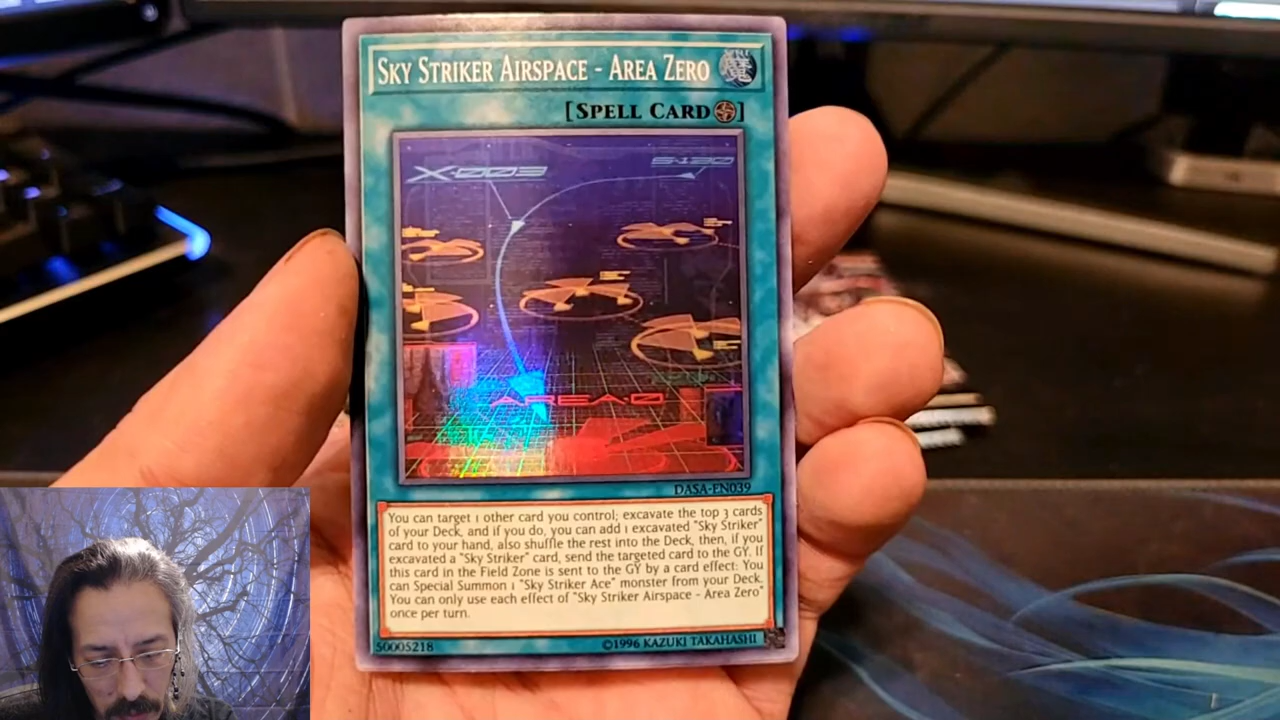 SKY STRIKER AIRSPACE - AREA ZERO
[SPELL CARD]
X-003
S-120
AREA-0
DASA-EN039
You can target 1 other card you control; excavate the top 3 cards
of your Deck, and if you do, you can add 1 excavated "Sky Striker"
card to your hand, also shuffle the rest into the Deck, then, if you
excavated a "Sky Striker" card, send the targeted card to the GY. If
this card in the Field Zone is sent to the GY by a card effect: You
can Special Summon 1 "Sky Striker Ace" monster from your Deck.
You can only use each effect of "Sky Striker Airspace - Area Zero"
once per turn.
50005218
©1996 KAZUKI TAKAHASHI